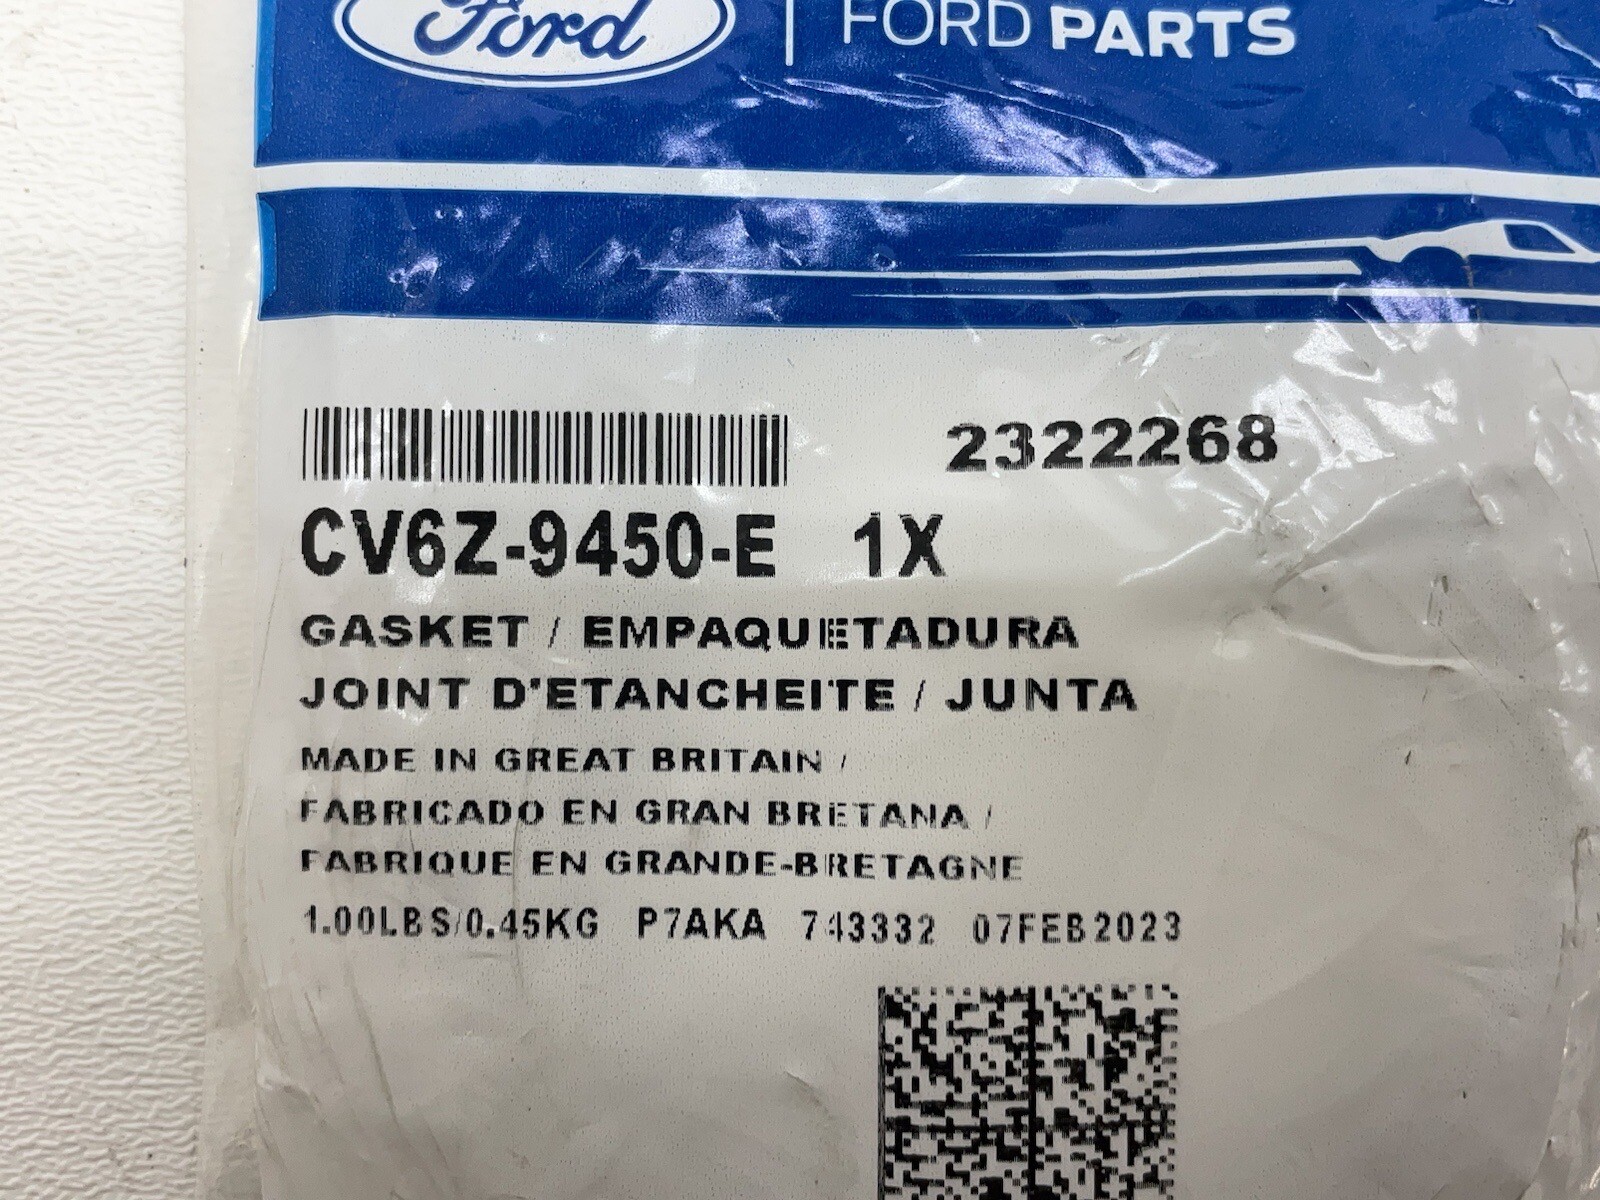 Ford FORD PARTS
2322268
CV6Z-9450-E 1X
GASKET / EMPAQUETADURA
JOINT D'ETANCHEITE / JUNTA
MADE IN GREAT BRITAIN /
FABRICADO EN GRAN BRETANA /
FABRIQUE EN GRANDE-BRETAGNE
1.00LBS/0.45KG P7AKA 743332 07FEB2023